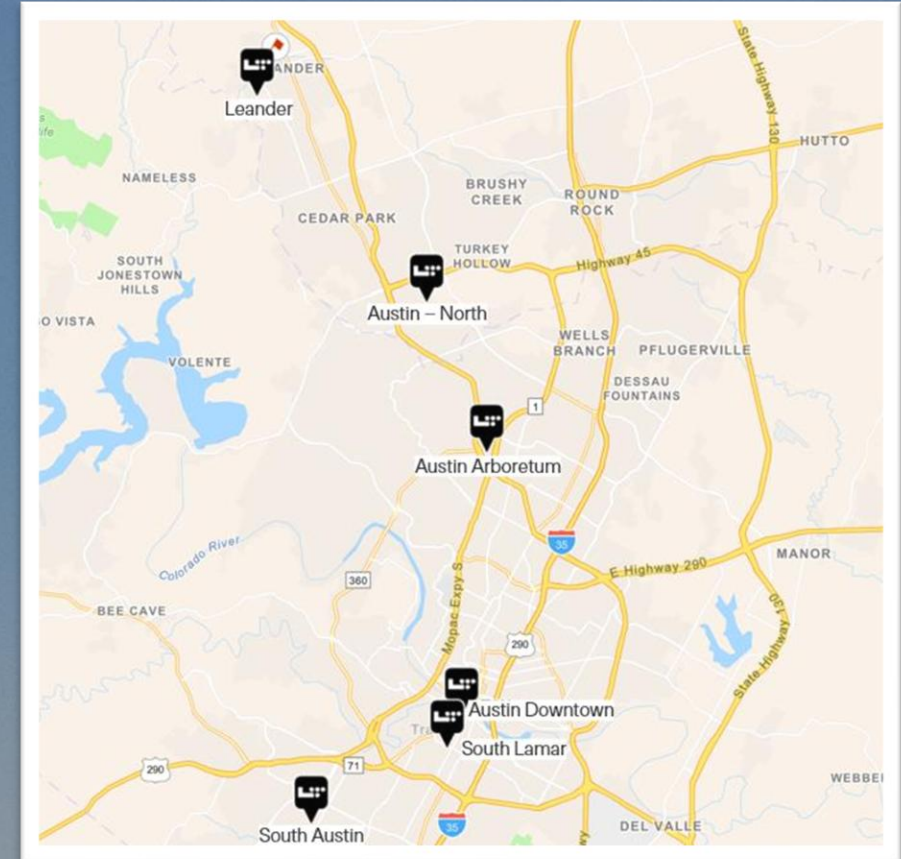 State Highway 130
ANDER
Leander
HUTTO
NAMELESS
BRUSHY
CREEK
ROUND
ROCK
CEDAR PARK
TURKEY
HOLLOW
Highway 45
SOUTH
JONESTOWN
HILLS
Austin – North
O VISTA
WELLS
BRANCH
PFLUGERVILLE
VOLENTE
DESSAU
FOUNTAINS
1
Austin Arboretum
35
Colorado River
E Highway 290
MANOR
360
BEE CAVE
Mopac Expy S
290
State Highway 130
Austin Downtown
South Lamar
71
290
WEBBE
South Austin
35
DEL VALLE